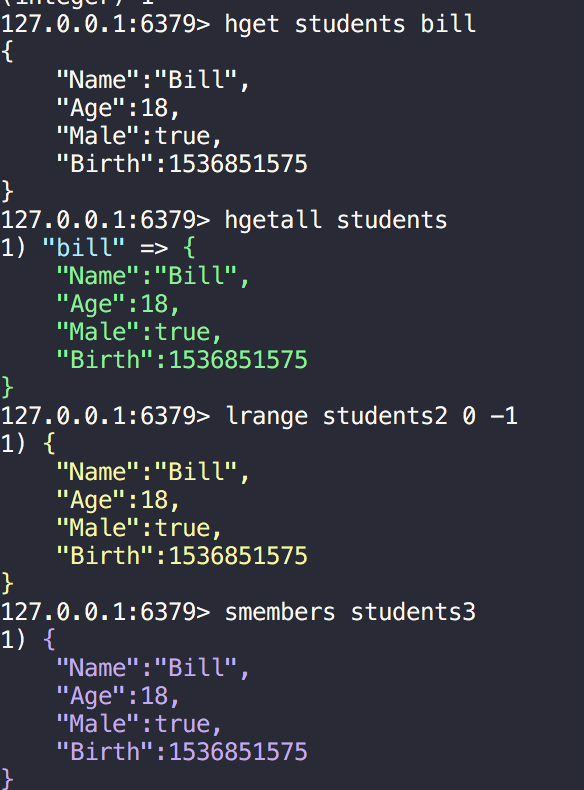 (integer) 1
127.0.0.1:6379> hget students bill
{
    "Name":"Bill",
    "Age":18,
    "Male":true,
    "Birth":1536851575
}
127.0.0.1:6379> hgetall students
1) "bill" => {
    "Name":"Bill",
    "Age":18,
    "Male":true,
    "Birth":1536851575
}
127.0.0.1:6379> lrange students2 0 -1
1) {
    "Name":"Bill",
    "Age":18,
    "Male":true,
    "Birth":1536851575
}
127.0.0.1:6379> smembers students3
1) {
    "Name":"Bill",
    "Age":18,
    "Male":true,
    "Birth":1536851575
}